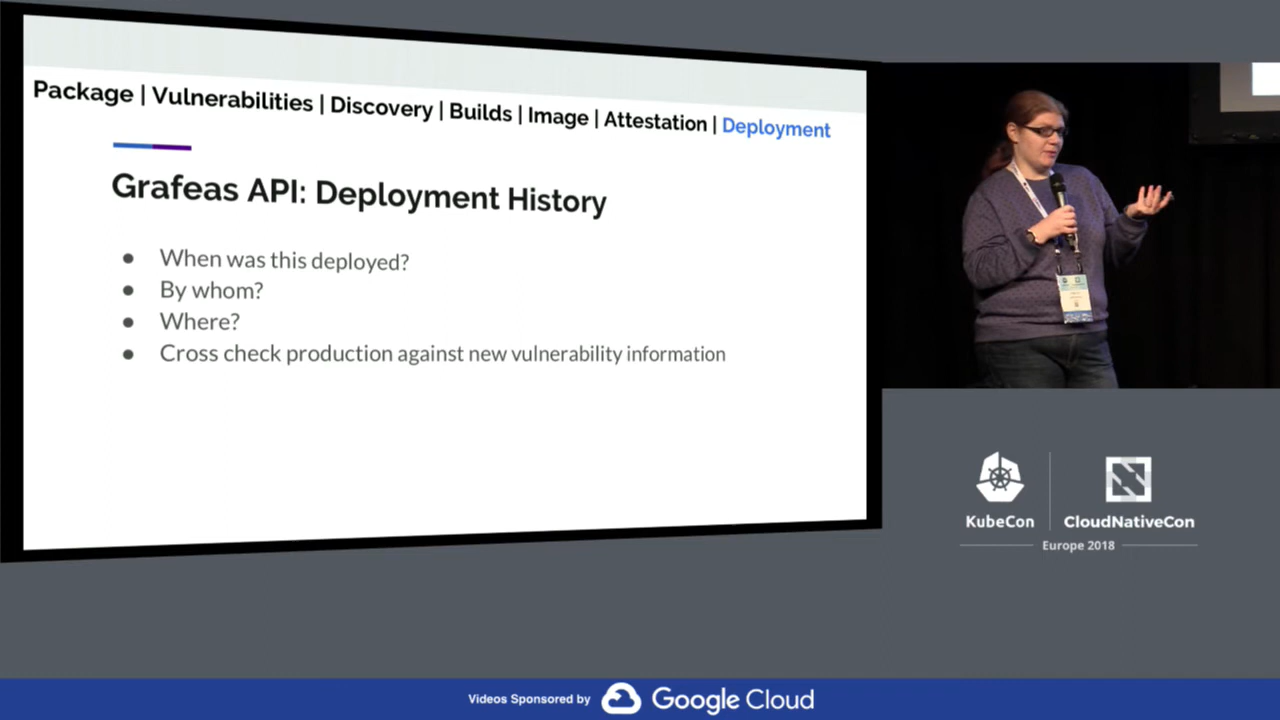 Package | Vulnerabilities | Discovery | Builds | Image | Attestation | Deployment
Grafeas API: Deployment History
● When was this deployed?
● By whom?
● Where?
● Cross check production against new vulnerability information
KubeCon
CloudNativeCon
Europe 2018
Videos Sponsored by Google Cloud